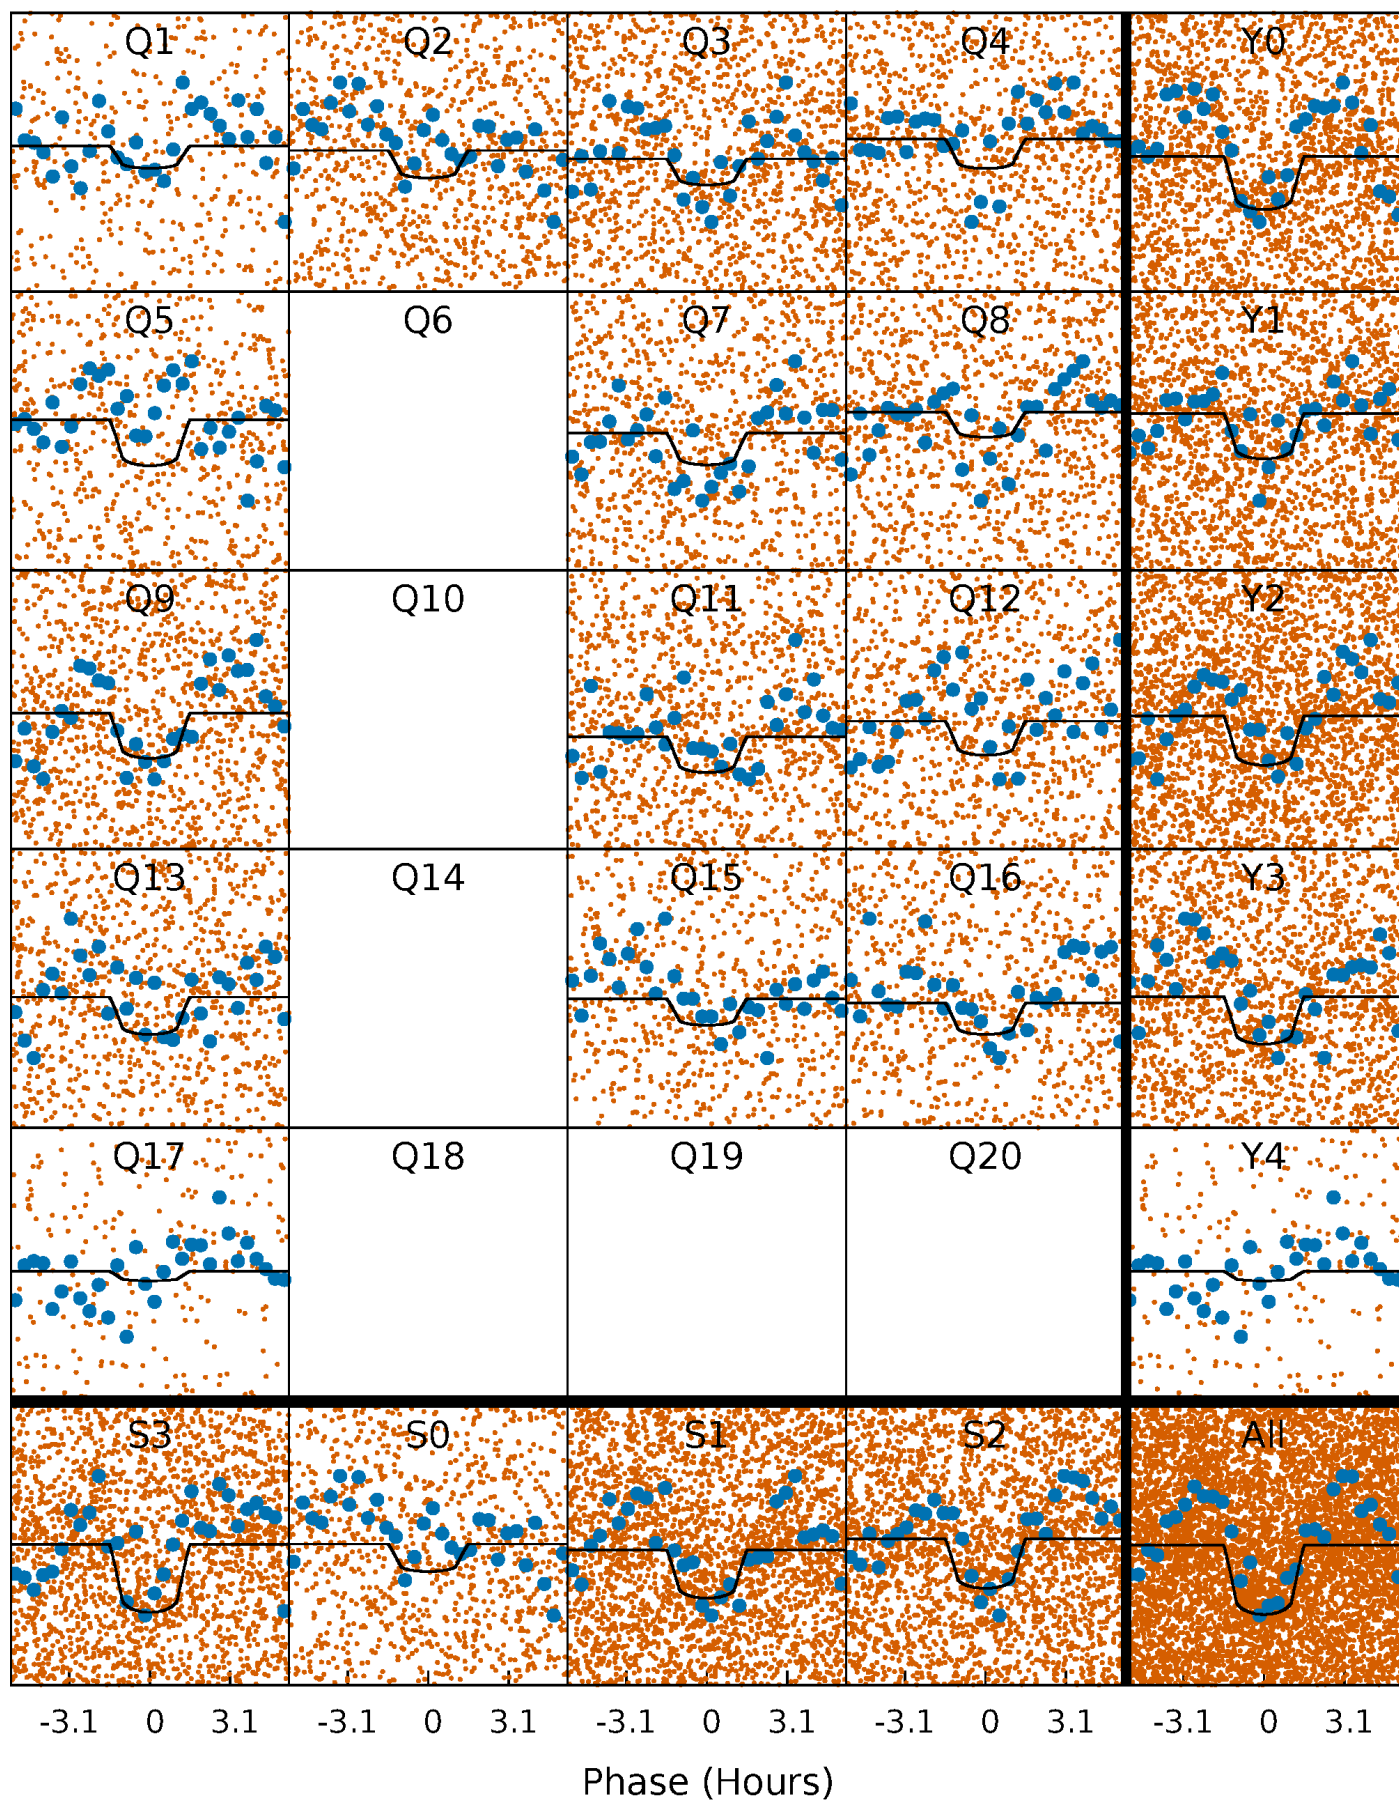 Q1 Q2 Q3 Q4 Y0
Q5 Q6 Q7 Q8 Y1
Q9 Q10 Q11 Q12 Y2
Q13 Q14 Q15 Q16 Y3
Q17 Q18 Q19 Q20 Y4
S3 S0 S1 S2 All
-3.1 0 3.1 -3.1 0 3.1 -3.1 0 3.1 -3.1 0 3.1 -3.1 0 3.1
Phase (Hours)